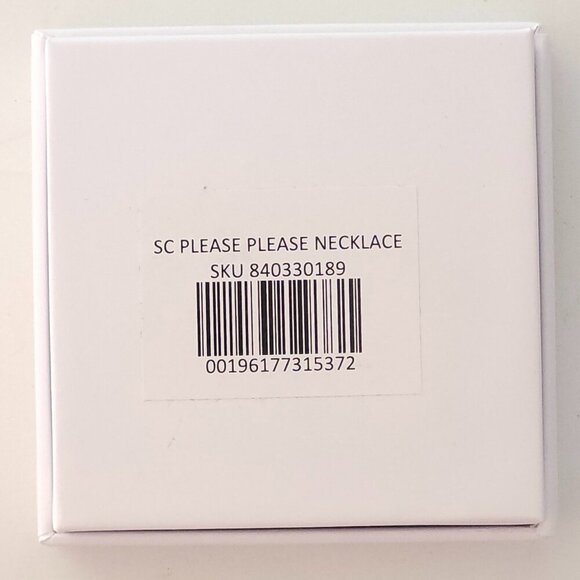 SC PLEASE PLEASE NECKLACE
SKU 840330189
00196177315372